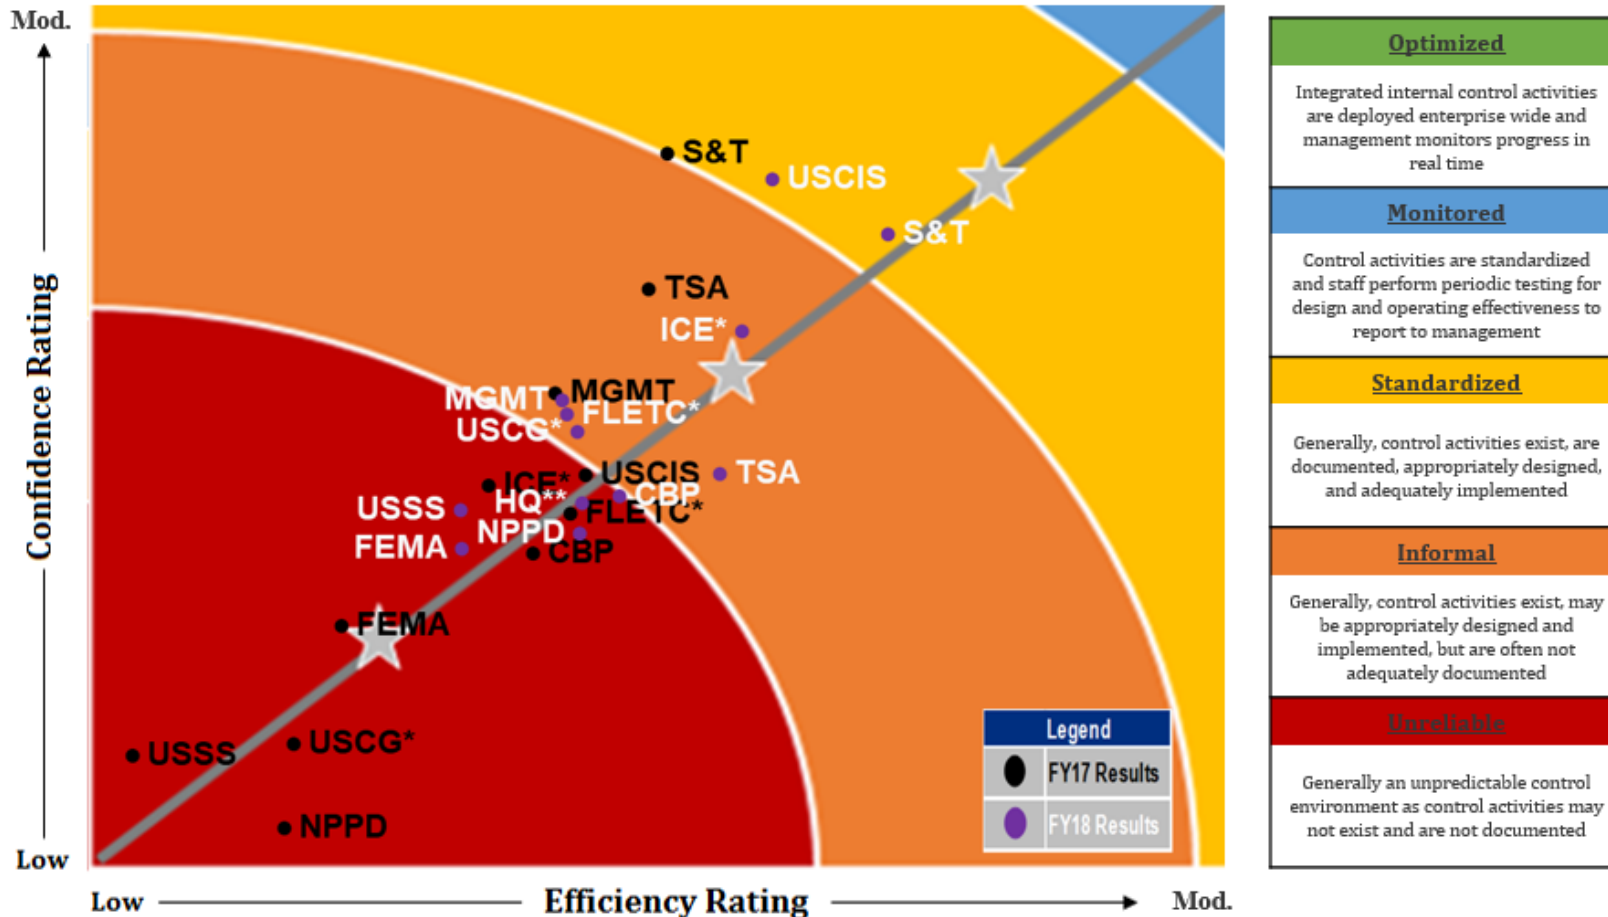 Mod.
Confidence Rating
Low
S&T
USCIS
S&T
TSA
ICE*
MGMT
MGMT
FLETC*
USCG*
ICE*
USCIS
TSA
USSS
HQ**
CBP
FLETC*
NPPD
FEMA
CBP
FEMA
USCG*
USSS
NPPD
Legend
FY17 Results
FY18 Results
Low
Efficiency Rating
Mod.
Optimized
Integrated internal control activities
are deployed enterprise wide and
management monitors progress in
real time
Monitored
Control activities are standardized
and staff perform periodic testing for
design and operating effectiveness to
report to management
Standardized
Generally, control activities exist, are
documented, appropriately designed,
and adequately implemented
Informal
Generally, control activities exist, may
be appropriately designed and
implemented, but are often not
adequately documented
Unreliable
Generally an unpredictable control
environment as control activities may
not exist and are not documented